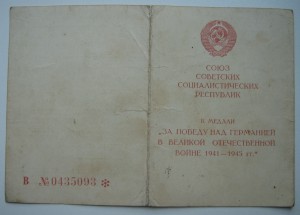 СОЮЗ
СОВЕТСКИХ
СОЦИАЛИСТИЧЕСКИХ
РЕСПУБЛИК
К МЕДАЛИ
"ЗА ПОБЕДУ НАД ГЕРМАНИЕЙ
В ВЕЛИКОЙ ОТЕЧЕСТВЕННОЙ
ВОЙНЕ 1941—1945 гг."
В №0435093 *